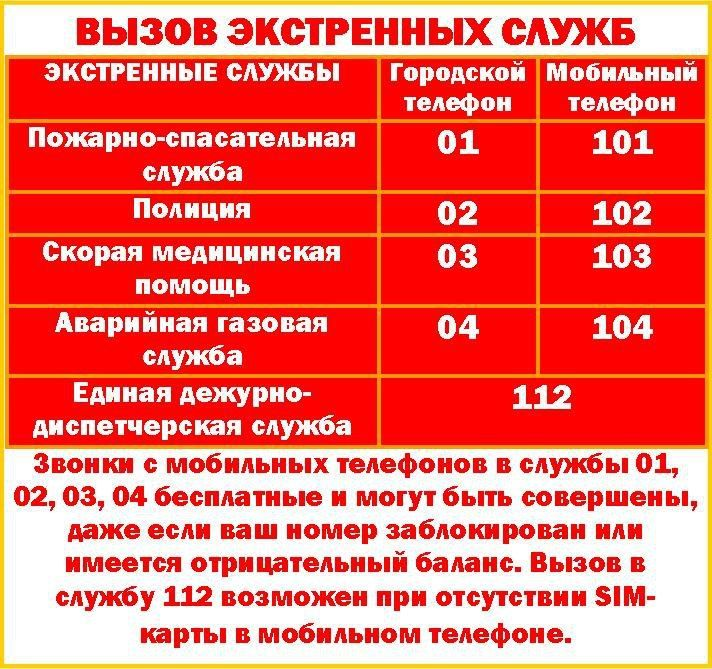 ВЫЗОВ ЭКСТРЕННЫХ СЛУЖБ
ЭКСТРЕННЫЕ СЛУЖБЫ
Городской
телефон
Мобильный
телефон
Пожарно-спасательная
служба
01
101
Полиция
02
102
Скорая медицинская
помощь
03
103
Аварийная газовая
служба
04
104
Единая дежурно-
диспетчерская служба
112
Звонки с мобильных телефонов в службы 01,
02, 03, 04 бесплатные и могут быть совершены,
даже если ваш номер заблокирован или
имеется отрицательный баланс. Вызов в
службу 112 возможен при отсутствии SIM-
карты в мобильном телефоне.